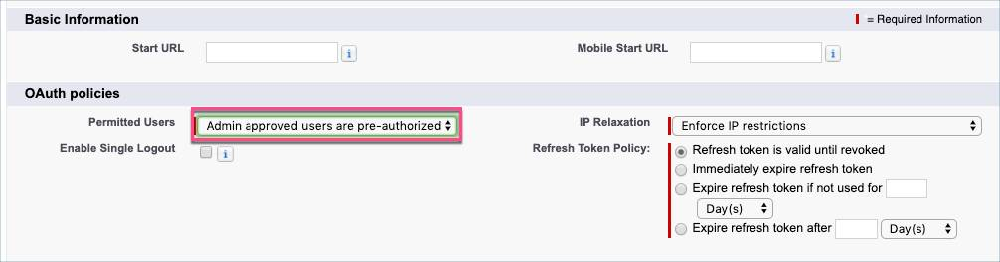 Basic Information
= Required Information
Start URL
i
Mobile Start URL
i
OAuth policies
Permitted Users
Admin approved users are pre-authorized
IP Relaxation
Enforce IP restrictions
Enable Single Logout
i
Refresh Token Policy:
Refresh token is valid until revoked
Immediately expire refresh token
Expire refresh token if not used for
Day(s)
Expire refresh token after
Day(s)